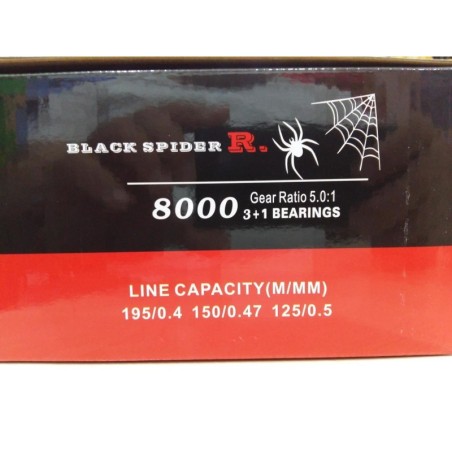 BLACK SPIDER R.
8000 Gear Ratio 5.0:1
3+1 BEARINGS
LINE CAPACITY(M/MM)
195/0.4 150/0.47 125/0.5